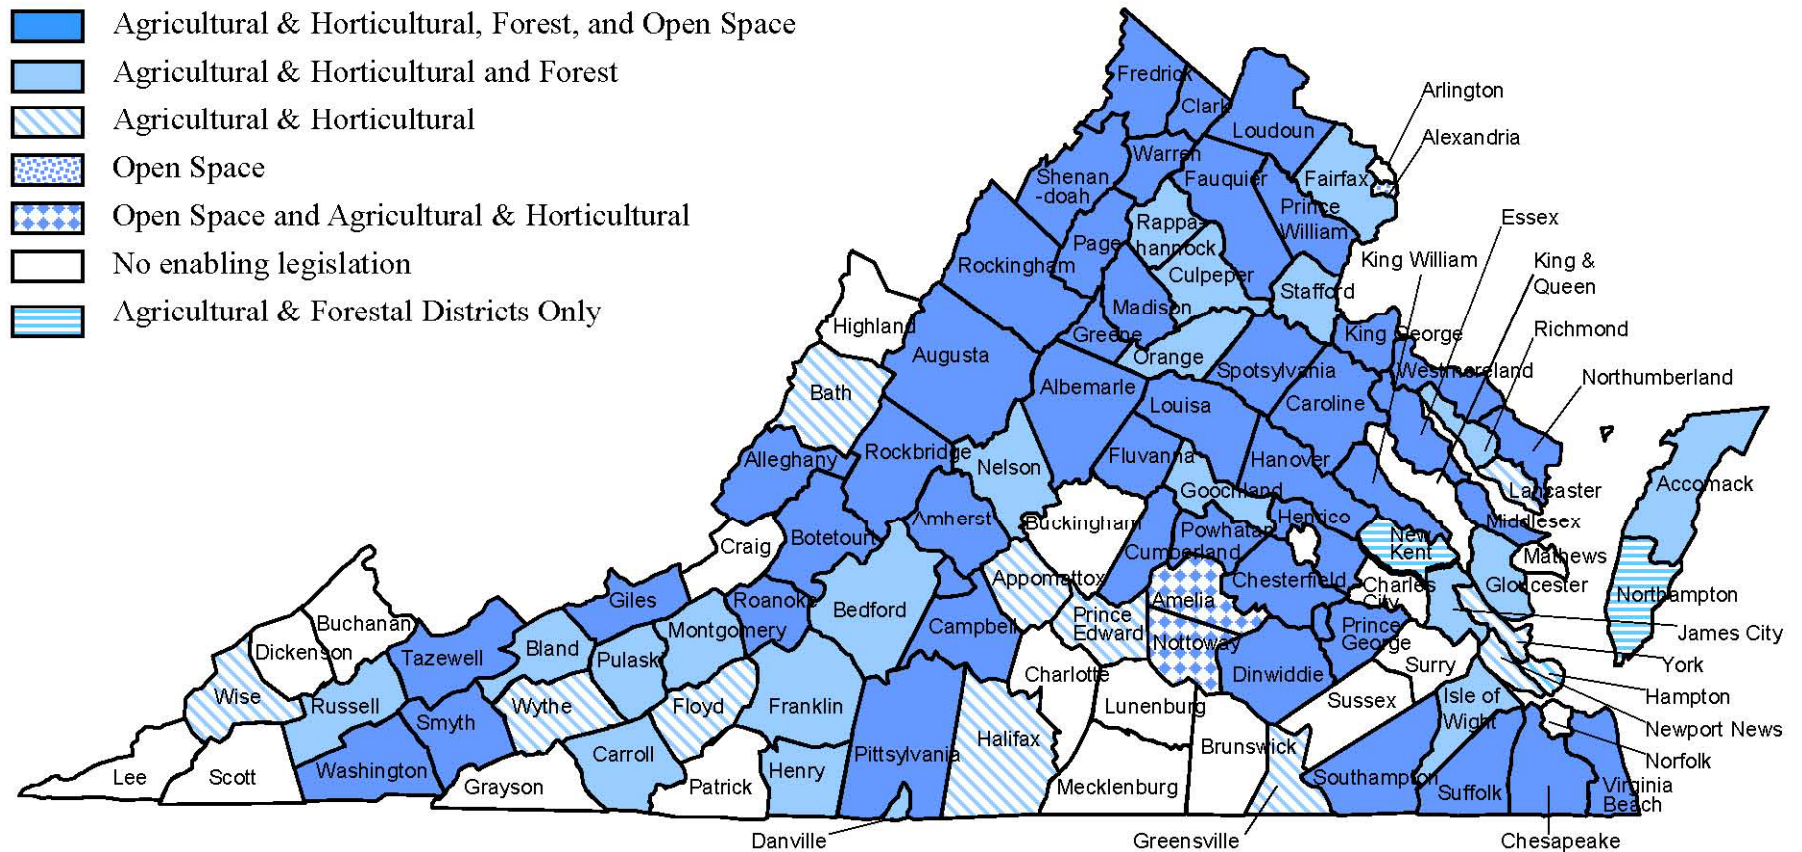 Agricultural & Horticultural, Forest, and Open Space
Agricultural & Horticultural and Forest
Agricultural & Horticultural
Open Space
Open Space and Agricultural & Horticultural
No enabling legislation
Agricultural & Forestal Districts Only
Fredrick
Clark
Loudoun
Arlington
Alexandria
Warren
Fauquier
Fairfax
Shenan
-doah
Prince
William
Rappa-
hannock
Page
Essex
Rockingham
Culpeper
Stafford
King William
King &
Queen
Madison
Highland
Greene
King George
Richmond
Augusta
Orange
Spotsylvania
Westmoreland
Northumberland
Bath
Albemarle
Louisa
Caroline
Alleghany
Rockbridge
Nelson
Fluvanna
Hanover
Goochland
Lancaster
Accomack
Amherst
Buckingham
Powhatan
Henrico
Middlesex
Craig
Botetourt
Cumberland
New
Kent
Mathews
Appomattox
Chesterfield
Charles
City
Gloucester
Northampton
Giles
Roanoke
Bedford
Amelia
Buchanan
Montgomery
Campbell
Prince
Edward
Prince
George
James City
Dickenson
Tazewell
Bland
Pulask
Nottoway
York
Charlotte
Dinwiddie
Surry
Wise
Russell
Wythe
Floyd
Franklin
Lunenburg
Sussex
Isle of
Wight
Hampton
Smyth
Newport News
Halifax
Brunswick
Carroll
Pittsylvania
Norfolk
Lee
Scott
Washington
Grayson
Patrick
Henry
Mecklenburg
Southampton
Suffolk
Virginia
Beach
Danville
Greensville
Chesapeake